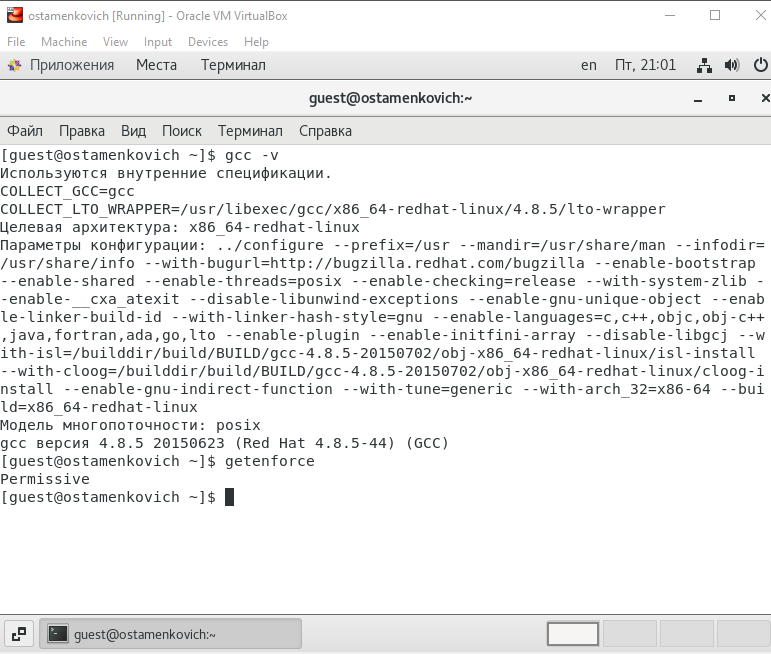 ostamenkovich [Running] - Oracle VM VirtualBox
File Machine View Input Devices Help
Приложения Места Терминал en Пт, 21:01
guest@ostamenkovich:~
Файл Правка Вид Поиск Терминал Справка
[guest@ostamenkovich ~]$ gcc -v
Используются внутренние спецификации.
COLLECT_GCC=gcc
COLLECT_LTO_WRAPPER=/usr/libexec/gcc/x86_64-redhat-linux/4.8.5/lto-wrapper
Целевая архитектура: x86_64-redhat-linux
Параметры конфигурации: ../configure --prefix=/usr --mandir=/usr/share/man --infodir=
/usr/share/info --with-bugurl=http://bugzilla.redhat.com/bugzilla --enable-bootstrap
--enable-shared --enable-threads=posix --enable-checking=release --with-system-zlib -
-enable-__cxa_atexit --disable-libunwind-exceptions --enable-gnu-unique-object --enab
le-linker-build-id --with-linker-hash-style=gnu --enable-languages=c,c++,objc,obj-c++
,java,fortran,ada,go,lto --enable-plugin --enable-initfini-array --disable-libgcj --w
ith-isl=/builddir/build/BUILD/gcc-4.8.5-20150702/obj-x86_64-redhat-linux/isl-install
--with-cloog=/builddir/build/BUILD/gcc-4.8.5-20150702/obj-x86_64-redhat-linux/cloog-i
nstall --enable-gnu-indirect-function --with-tune=generic --with-arch_32=x86-64 --bui
ld=x86_64-redhat-linux
Модель многопоточности: posix
gcc версия 4.8.5 20150623 (Red Hat 4.8.5-44) (GCC)
[guest@ostamenkovich ~]$ getenforce
Permissive
[guest@ostamenkovich ~]$
guest@ostamenkovich:~